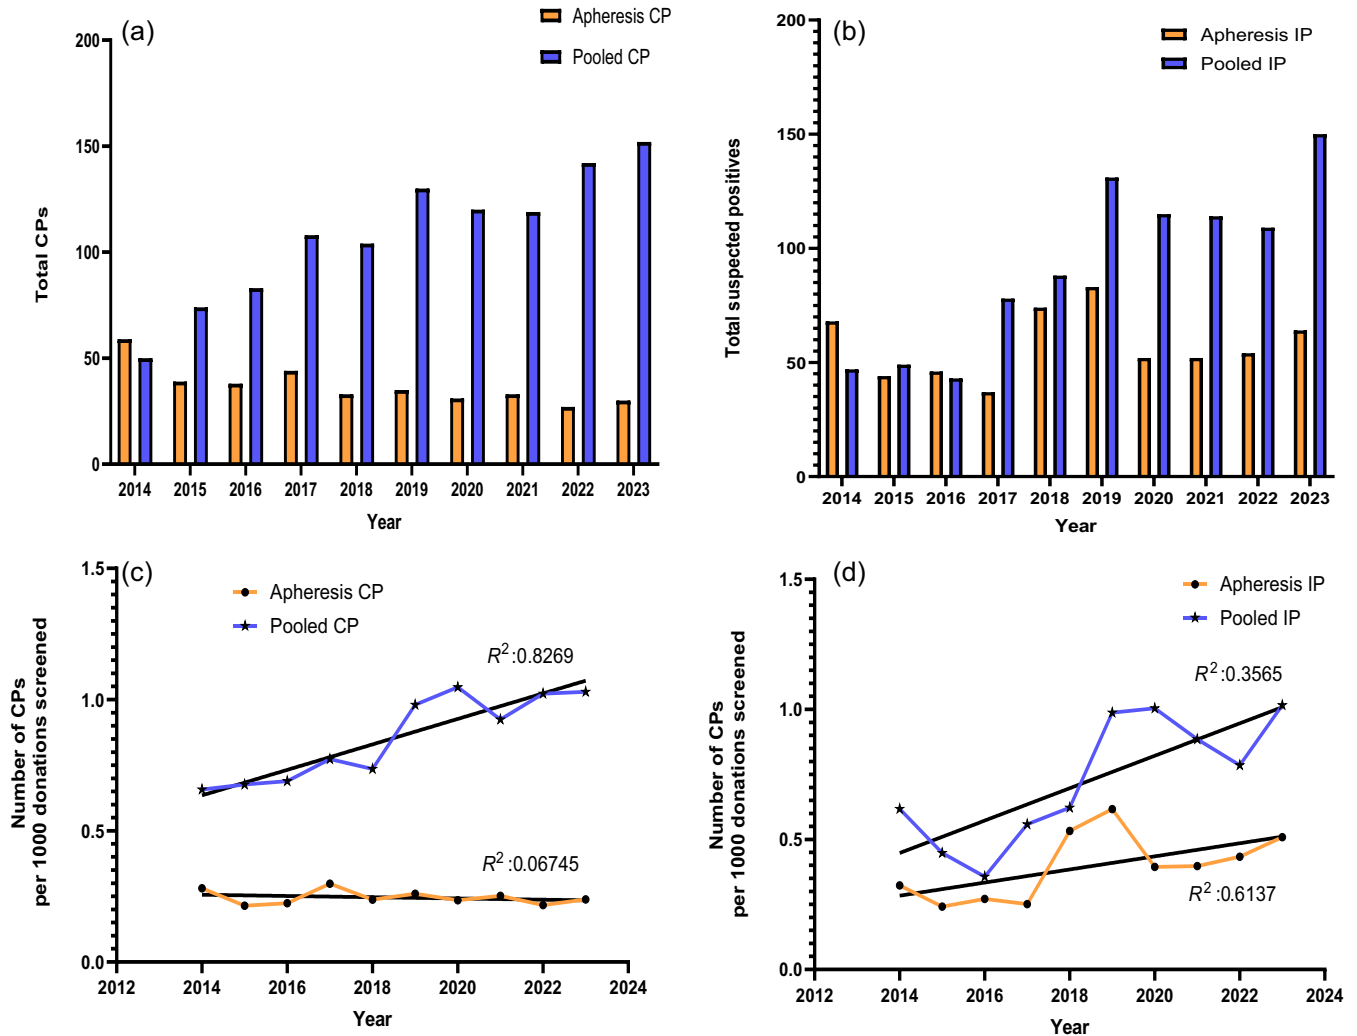 (a)
Apheresis CP
Pooled CP
Total CPs
200
150
100
50
0
2014 2015 2016 2017 2018 2019 2020 2021 2022 2023
Year
(b)
Apheresis IP
Pooled IP
Total suspected positives
200
150
100
50
0
2014 2015 2016 2017 2018 2019 2020 2021 2022 2023
Year
(c)
Apheresis CP
Pooled CP
Number of CPs
per 1000 donations screened
1.5
1.0
0.5
0.0
R²:0.8269
R²:0.06745
2012 2014 2016 2018 2020 2022 2024
Year
(d)
Apheresis IP
Pooled IP
Number of CPs
per 1000 donations screened
1.5
1.0
0.5
0.0
R²:0.3565
R²:0.6137
2012 2014 2016 2018 2020 2022 2024
Year